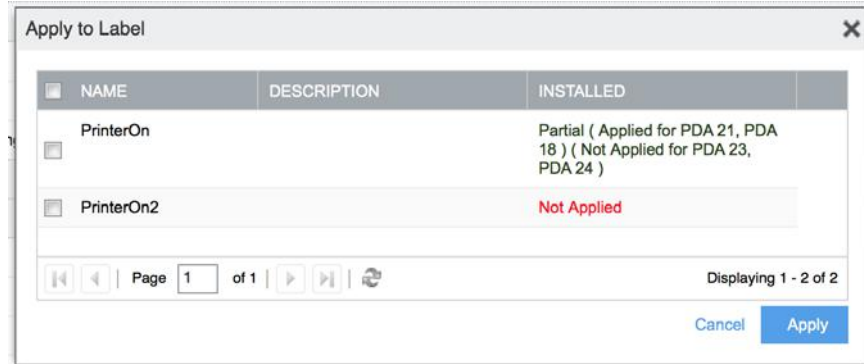 Apply to Label
NAME DESCRIPTION INSTALLED
PrinterOn Partial ( Applied for PDA 21, PDA
18 ) ( Not Applied for PDA 23,
PDA 24 )
PrinterOn2 Not Applied
Page 1 of 1 Displaying 1 - 2 of 2
Cancel Apply